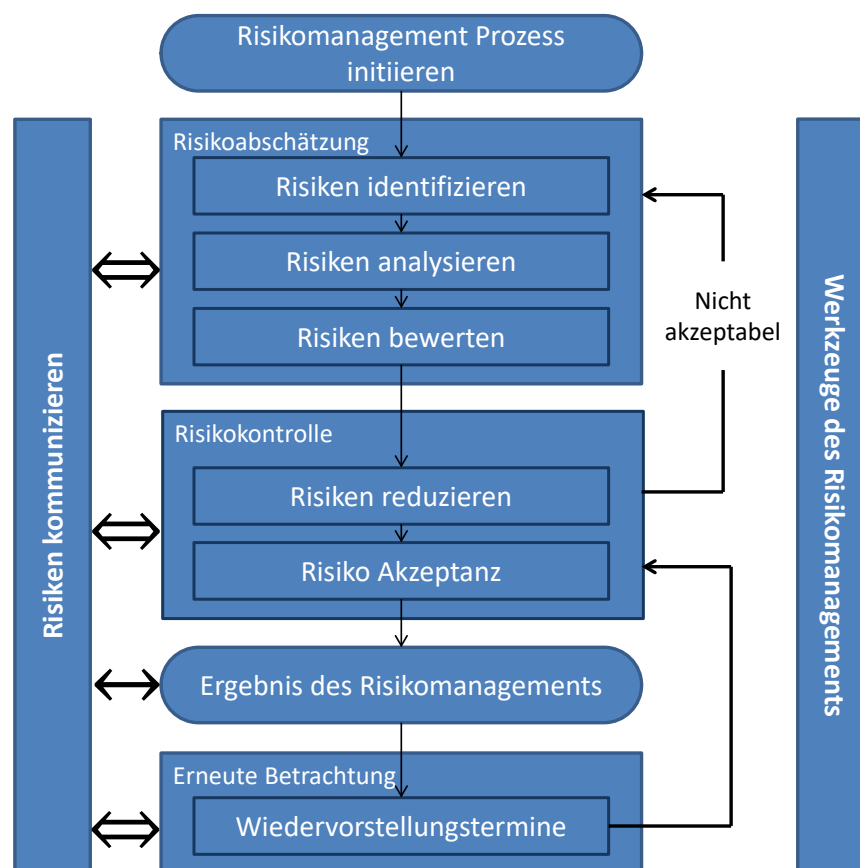 Risikomanagement Prozess
initiieren
Risikoabschätzung
Risiken identifizieren
Risiken analysieren
Risiken bewerten
Nicht
akzeptabel
Risikokontrolle
Risiken reduzieren
Risiko Akzeptanz
Ergebnis des Risikomanagements
Erneute Betrachtung
Wiedervorstellungstermine
Risiken kommunizieren
Werkzeuge des Risikomanagements